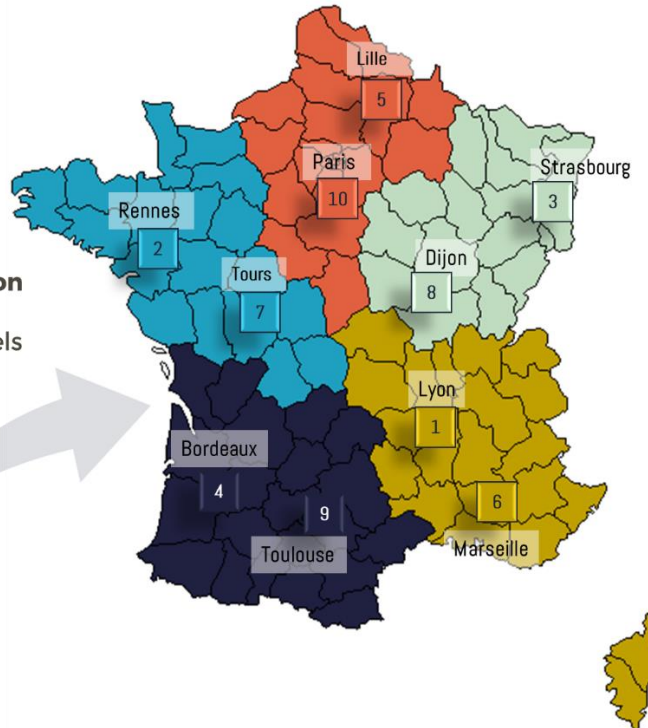 Lille
5
Paris
10
Strasbourg
3
Rennes
2
Dijon
8
Tours
7
Lyon
1
Bordeaux
4
9
Toulouse
6
Marseille